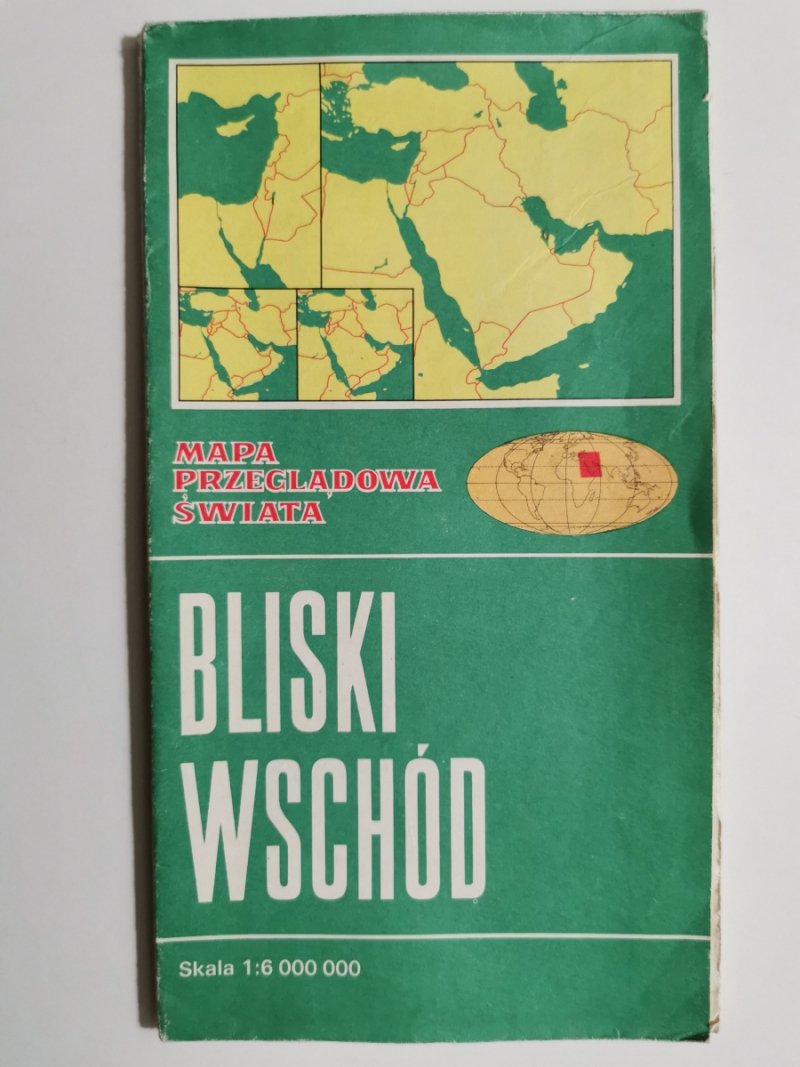 MAPA
PRZEGLĄDOWA
ŚWIATA
BLISKI
WSCHÓD
Skala 1:6 000 000